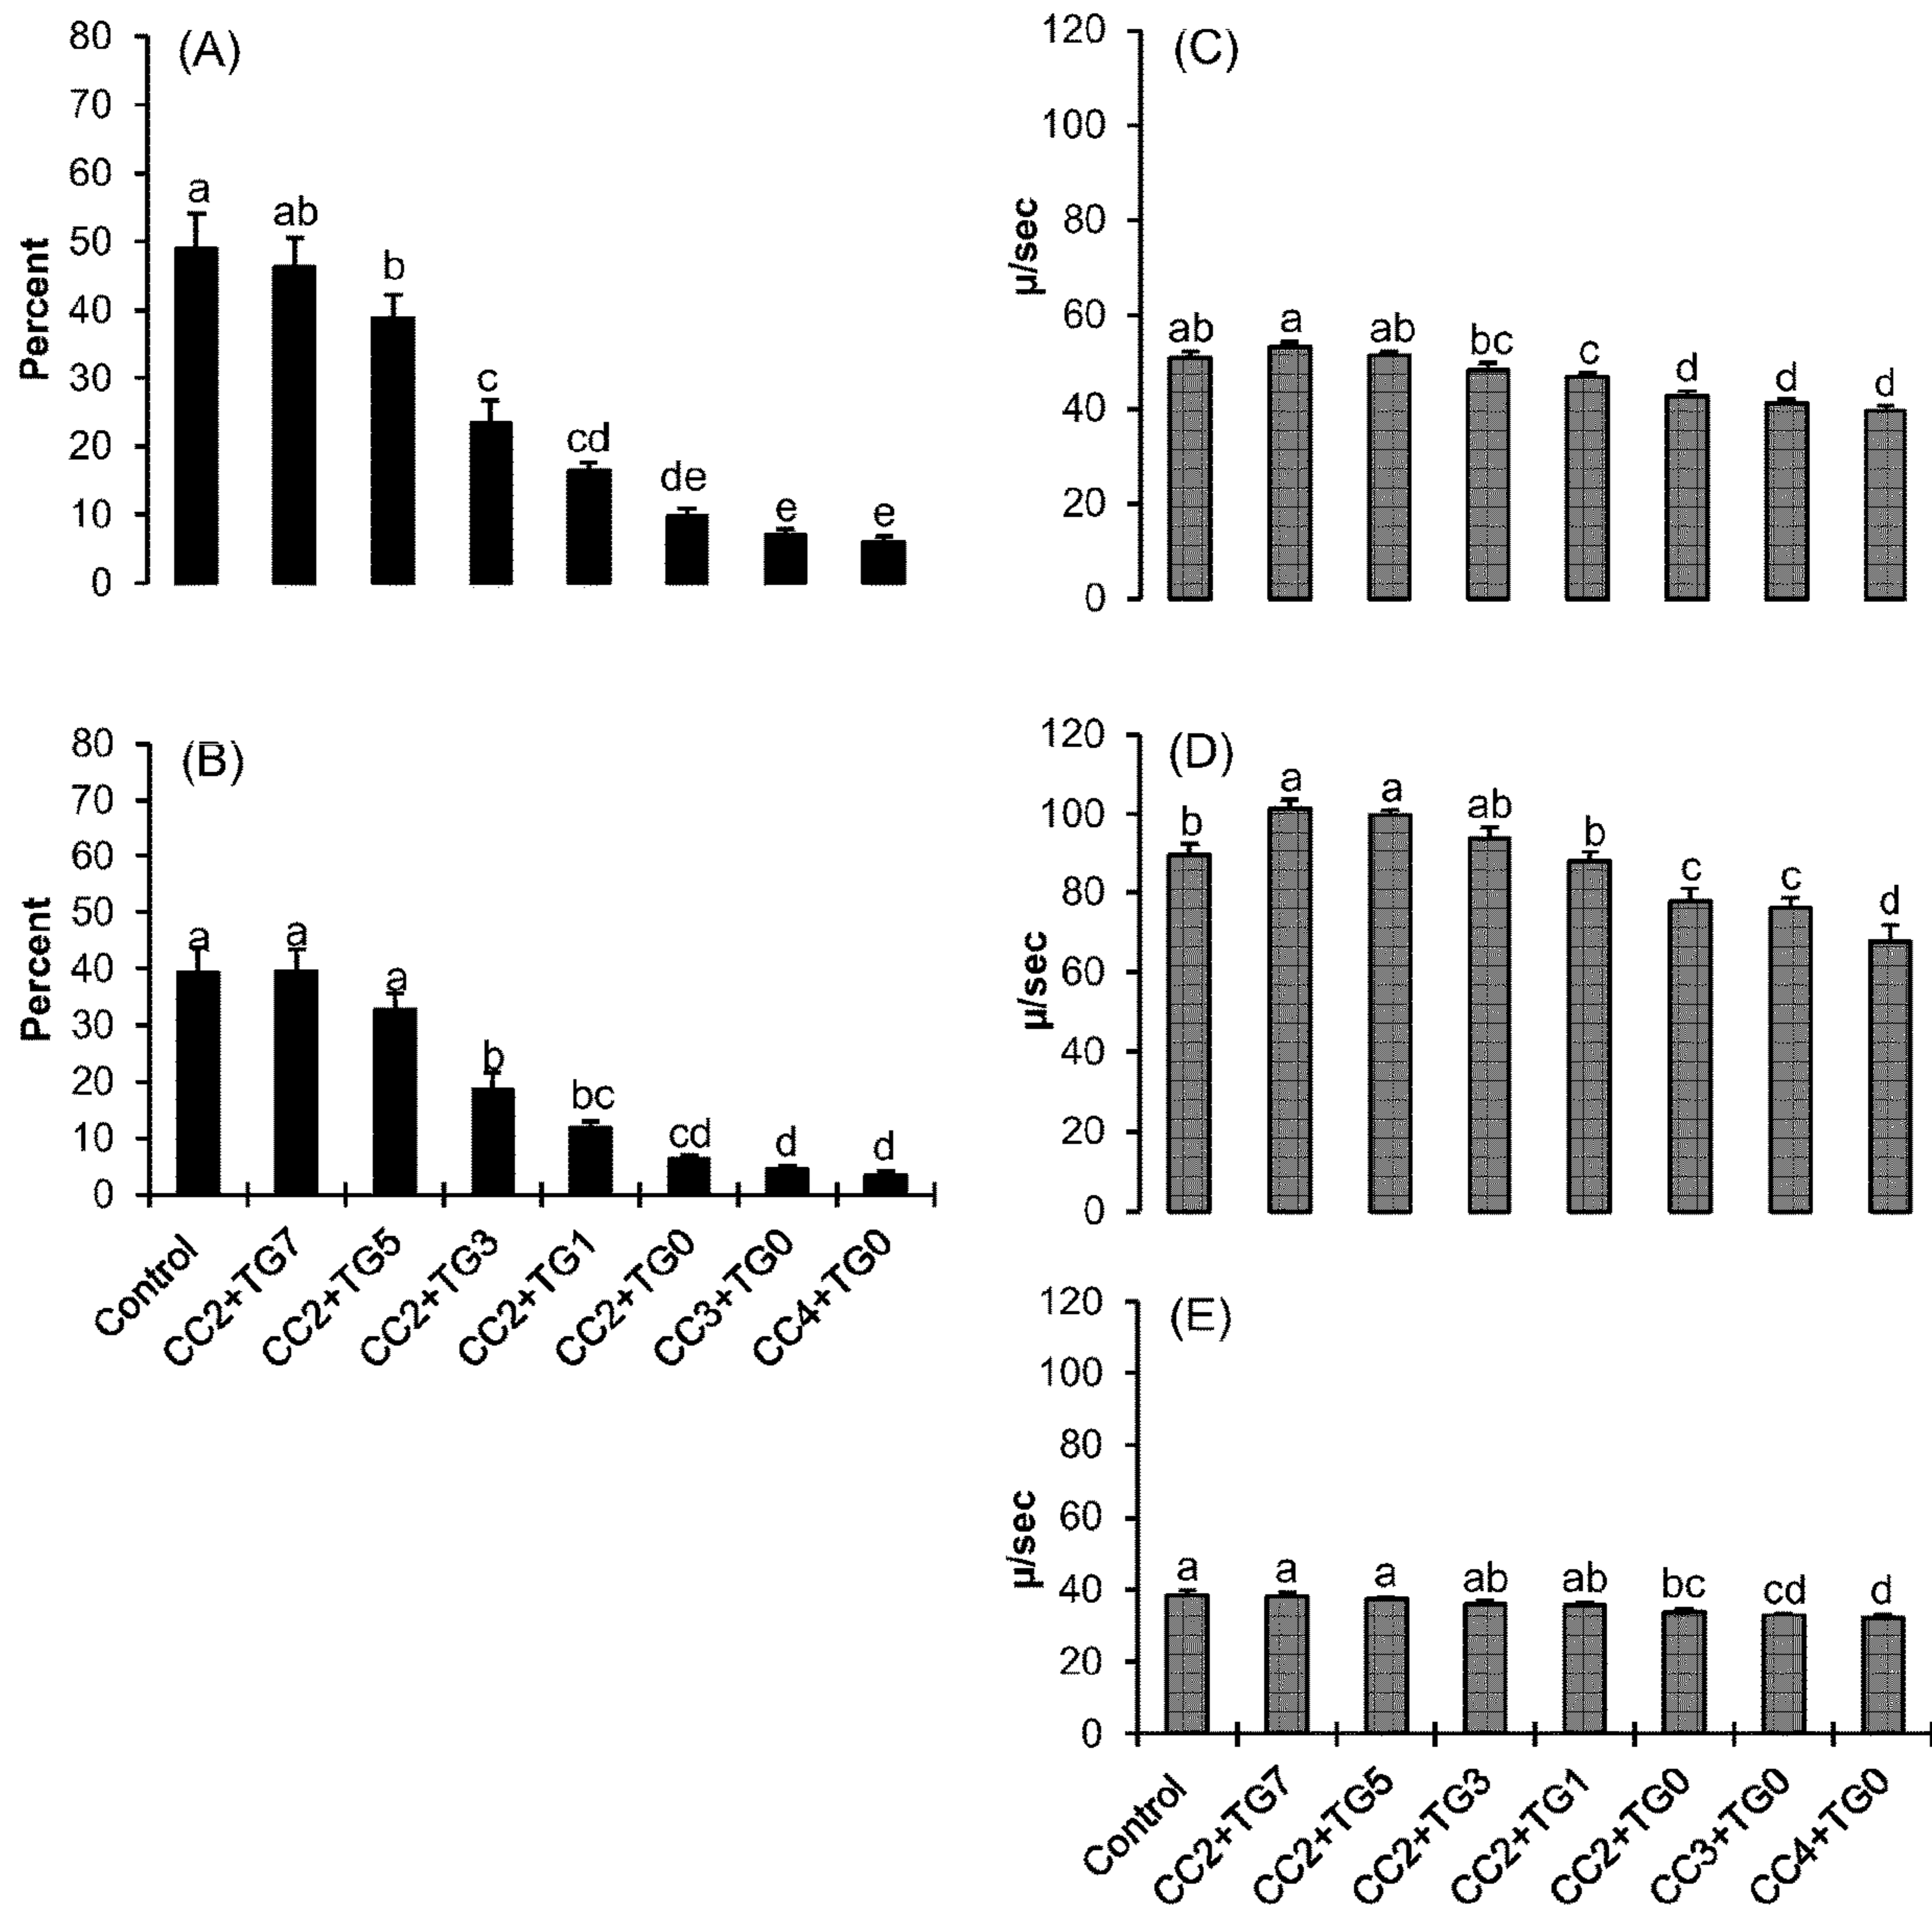 (A)
Percent
80
70
60
50
40
30
20
10
0
a
ab
b
c
cd
de
e
e
(B)
Percent
80
70
60
50
40
30
20
10
0
a
a
a
b
bc
cd
d
d
Control
CC2+TG7
CC2+TG5
CC2+TG3
CC2+TG1
CC2+TG0
CC3+TG0
CC4+TG0
(C)
µ/sec
120
100
80
60
40
20
0
ab
a
ab
bc
c
d
d
d
(D)
µ/sec
120
100
80
60
40
20
0
b
a
a
ab
b
c
c
d
(E)
µ/sec
120
100
80
60
40
20
0
a
a
a
ab
ab
bc
cd
d
Control
CC2+TG7
CC2+TG5
CC2+TG3
CC2+TG1
CC2+TG0
CC3+TG0
CC4+TG0